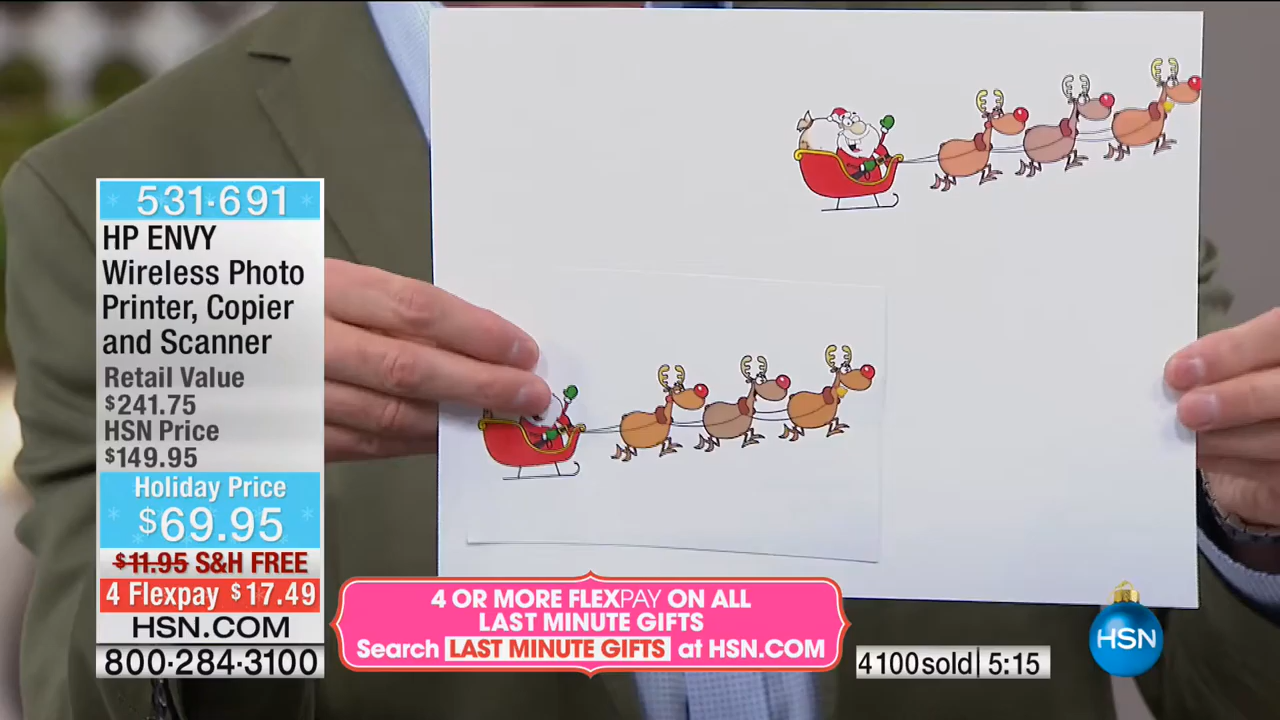 531-691
HP ENVY
Wireless Photo
Printer, Copier
and Scanner
Retail Value
$241.75
HSN Price
$149.95
Holiday Price
$69.95
$11.95 S&H FREE
4 Flexpay $17.49
HSN.COM
800-284-3100
4 OR MORE FLEXPAY ON ALL
LAST MINUTE GIFTS
Search LAST MINUTE GIFTS at HSN.COM
4100sold 5:15
HSN